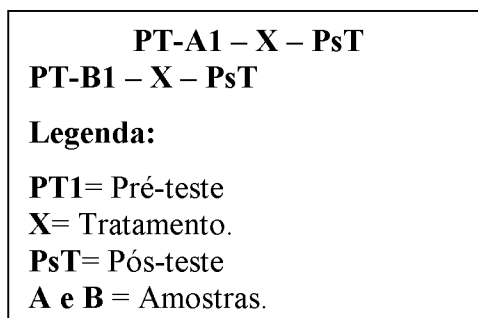 PT-A1 – X – PsT
PT-B1 – X – PsT
Legenda:
PT1= Pré-teste
X= Tratamento.
PsT= Pós-teste
A e B = Amostras.